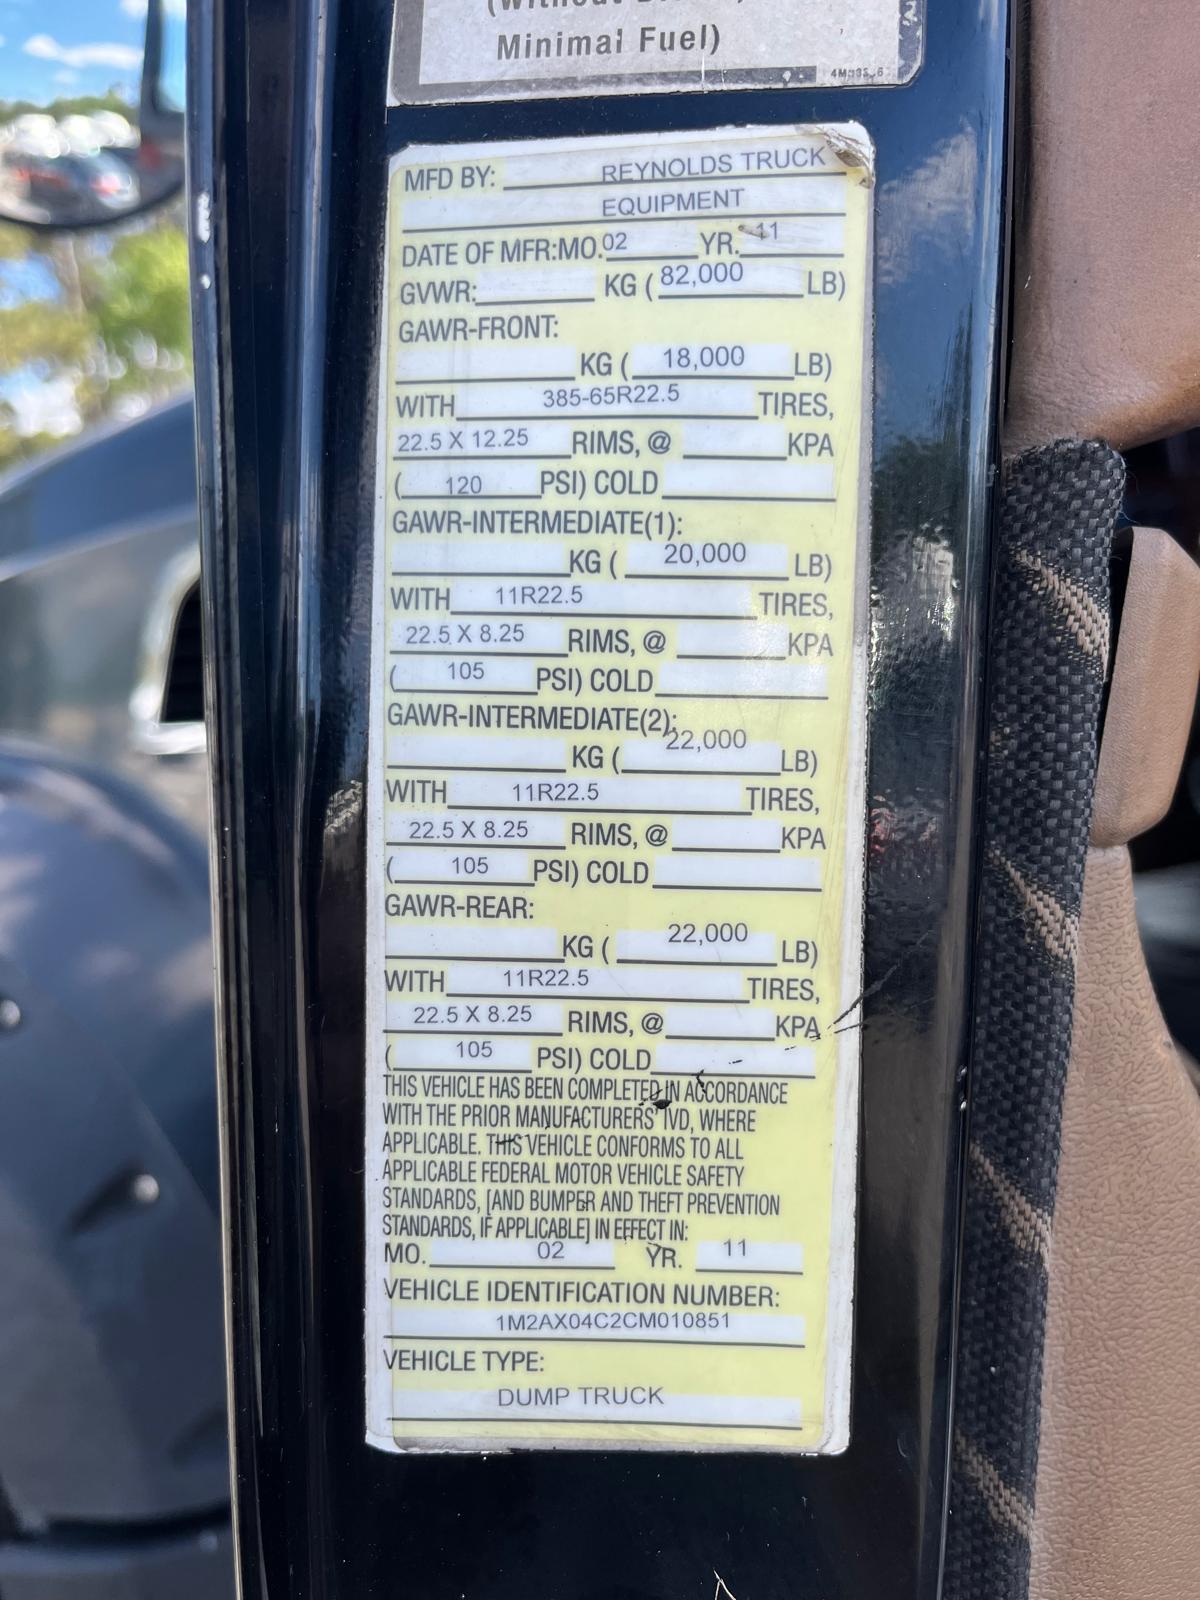 (Without
Minimal Fuel)
MFD BY: REYNOLDS TRUCK
EQUIPMENT
DATE OF MFR:MO.02 YR. 11
GVWR: KG ( 82,000 LB)
GAWR-FRONT:
KG ( 18,000 LB)
WITH 385-65R22.5 TIRES,
22.5 X 12.25 RIMS, @ KPA
( 120 PSI) COLD
GAWR-INTERMEDIATE(1):
KG ( 20,000 LB)
WITH 11R22.5 TIRES,
22.5 X 8.25 RIMS, @ KPA
( 105 PSI) COLD
GAWR-INTERMEDIATE(2):
KG ( 22,000 LB)
WITH 11R22.5 TIRES,
22.5 X 8.25 RIMS, @ KPA
( 105 PSI) COLD
GAWR-REAR:
KG ( 22,000 LB)
WITH 11R22.5 TIRES,
22.5 X 8.25 RIMS, @ KPA
( 105 PSI) COLD
THIS VEHICLE HAS BEEN COMPLETED IN ACCORDANCE
WITH THE PRIOR MANUFACTURERS' IVD, WHERE
APPLICABLE. THIS VEHICLE CONFORMS TO ALL
APPLICABLE FEDERAL MOTOR VEHICLE SAFETY
STANDARDS, [AND BUMPER AND THEFT PREVENTION
STANDARDS, IF APPLICABLE] IN EFFECT IN:
MO. 02 YR. 11
VEHICLE IDENTIFICATION NUMBER:
1M2AX04C2CM010851
VEHICLE TYPE:
DUMP TRUCK